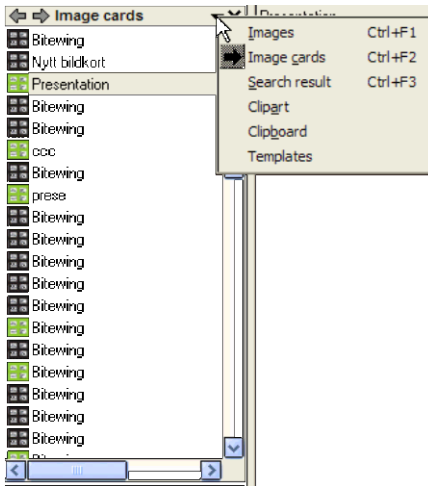 Image cards
Presentation
Images Ctrl+F1
Image cards Ctrl+F2
Search result Ctrl+F3
Clipart
Clipboard
Templates
Bitewing
Nytt bildkort
Presentation
Bitewing
Bitewing
ccc
Bitewing
prese
Bitewing
Bitewing
Bitewing
Bitewing
Bitewing
Bitewing
Bitewing
Bitewing
Bitewing
Bitewing
Bitewing